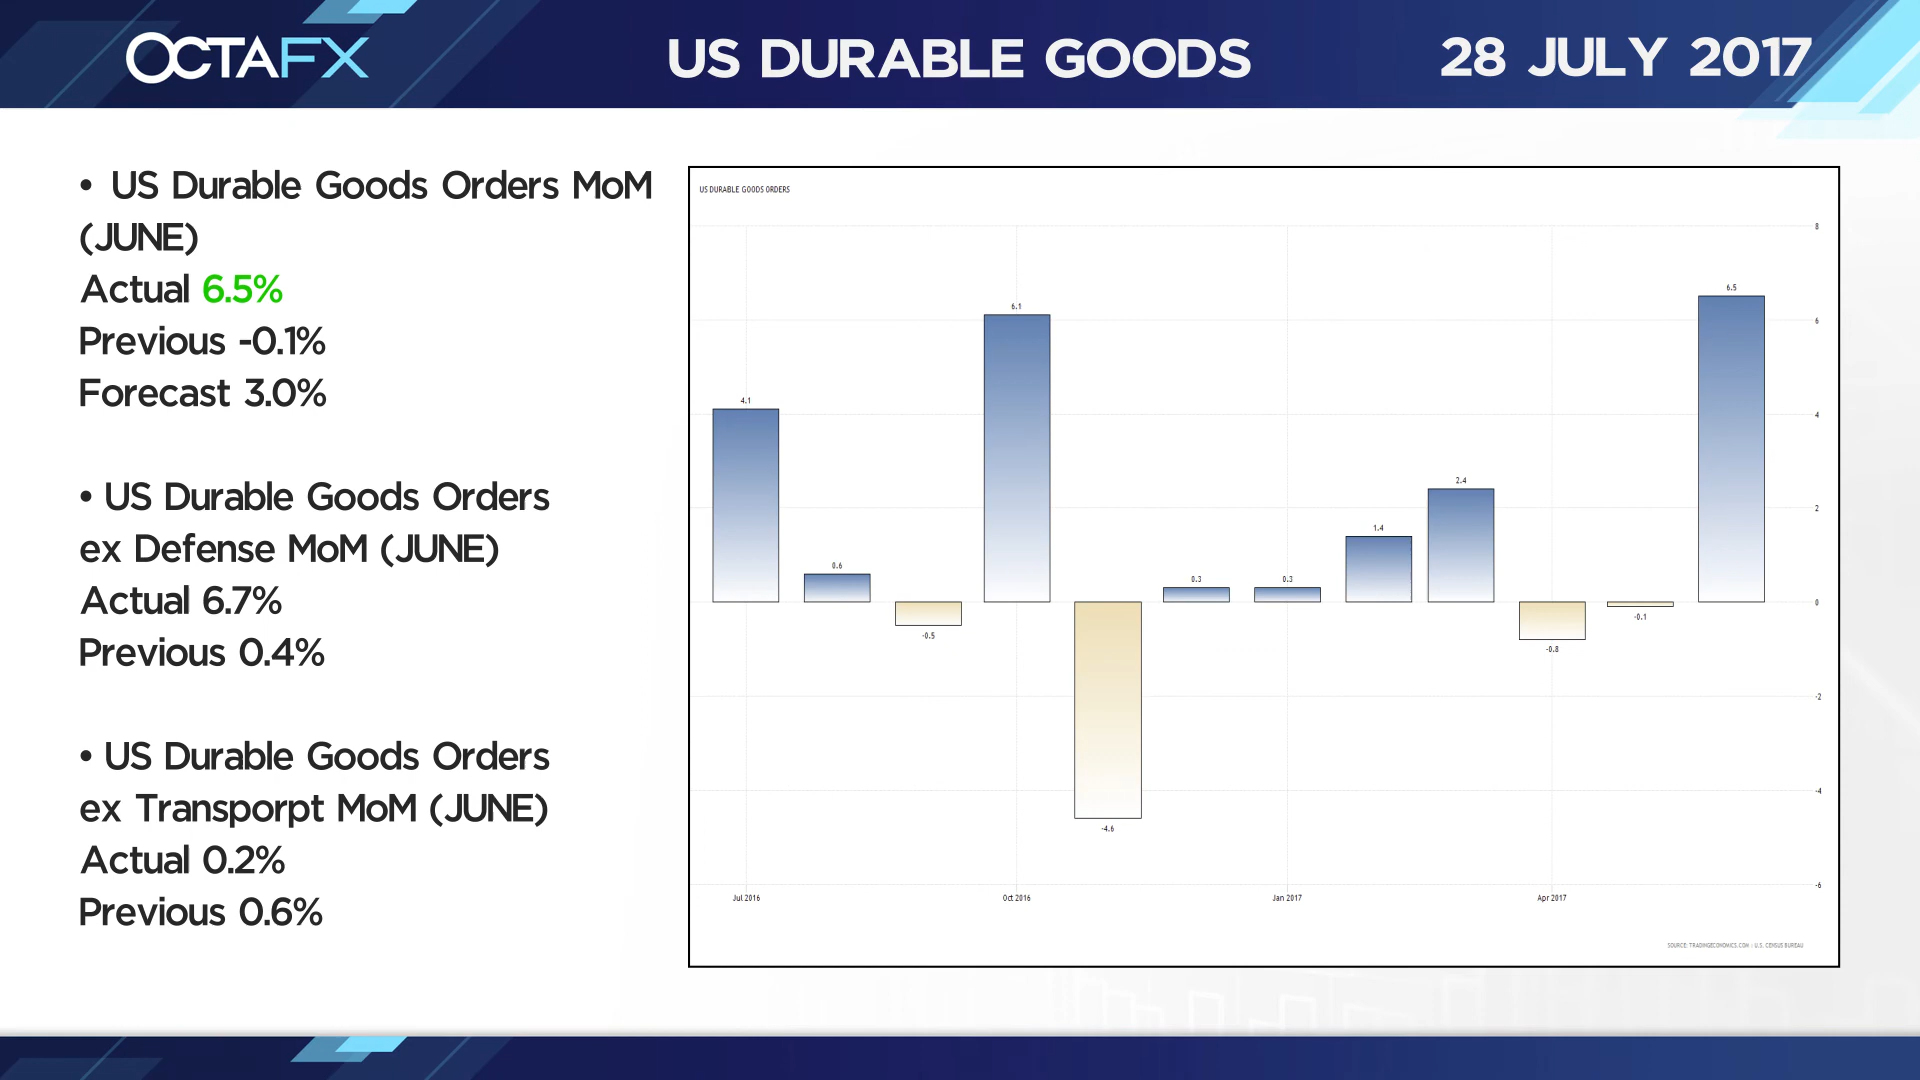 OCTAFX
US DURABLE GOODS
28 JULY 2017
• US Durable Goods Orders MoM
(JUNE)
Actual 6.5%
Previous -0.1%
Forecast 3.0%
• US Durable Goods Orders
ex Defense MoM (JUNE)
Actual 6.7%
Previous 0.4%
• US Durable Goods Orders
ex Transporpt MoM (JUNE)
Actual 0.2%
Previous 0.6%
US DURABLE GOODS ORDERS
8
6.5
6.1
6
4.1
4
2.4
2
1.4
0.6
0.3
0.3
0
-0.1
-0.5
-0.8
-2
-4
-4.6
-6
Jul 2016
Oct 2016
Jan 2017
Apr 2017
SOURCE: TRADINGECONOMICS.COM | U.S. CENSUS BUREAU